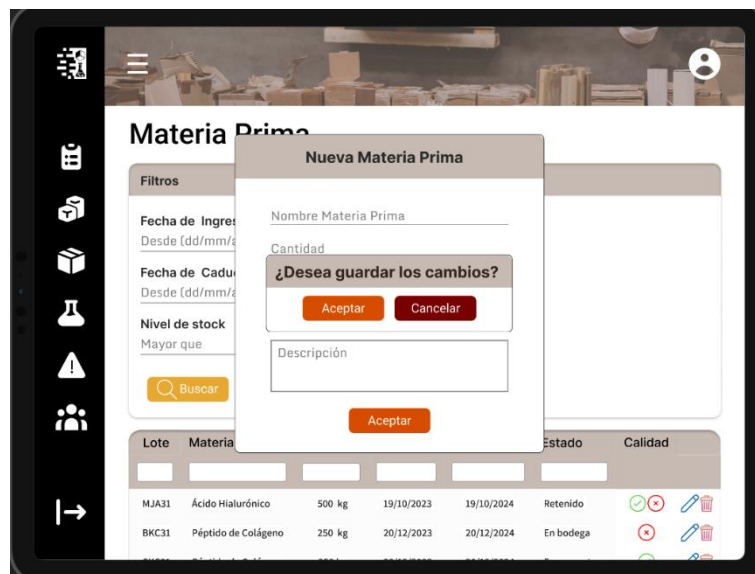 Materia Prima
Nueva Materia Prima
Filtros
Fecha de Ingres
Desde (dd/mm/a
Nombre Materia Prima
Cantidad
Fecha de Cadu
Desde (dd/mm/a
¿Desea guardar los cambios?
Aceptar Cancelar
Nivel de stock
Mayor que
Descripción
Buscar
Aceptar
Lote Materia Estado Calidad
MJA31 Ácido Hialurónico 500 kg 19/10/2023 19/10/2024 Retenido
BKC31 Péptido de Colágeno 250 kg 20/12/2023 20/12/2024 En bodega